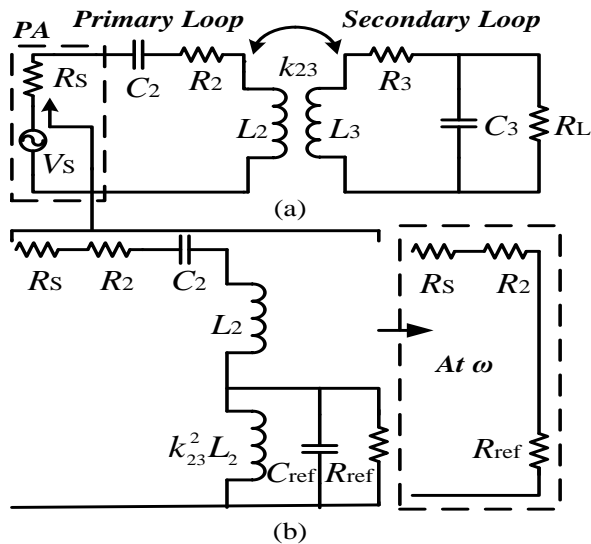 PA Primary Loop Secondary Loop
RS C2 R2 k23 R3
VS L2 L3 C3 RL
(a)
RS R2 C2 RS R2
L2
At ω
k²23L2 Cref Rref Rref
(b)